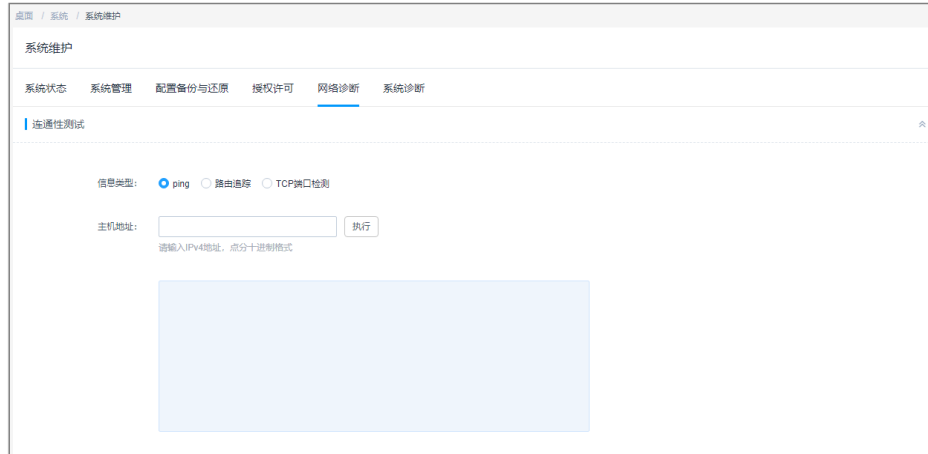 桌面 / 系统 / 系统维护
系统维护
系统状态 系统管理 配置备份与还原 授权许可 网络诊断 系统诊断
连通性测试
信息类型: ping 路由追踪 TCP端口检测
主机地址: 执行
请输入IPv4地址，点分十进制格式